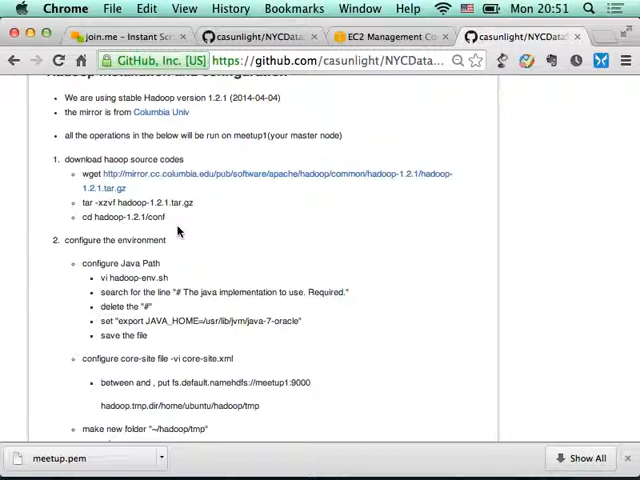 Chrome File Edit View History Bookmarks Window Help Mon 20:51
join.me - Instant Scr
casunlight/NYCData
EC2 Management Co
casunlight/NYCDataS
GitHub, Inc. [US] https://github.com/casunlight/NYCData...
Hadoop installation and configuration
We are using stable Hadoop version 1.2.1 (2014-04-04)
the mirror is from Columbia Univ
all the operations in the below will be run on meetup1(your master node)
1. download haoop source codes
wget http://mirror.cc.columbia.edu/pub/software/apache/hadoop/common/hadoop-1.2.1/hadoop-
1.2.1.tar.gz
tar -xzvf hadoop-1.2.1.tar.gz
cd hadoop-1.2.1/conf
2. configure the environment
configure Java Path
vi hadoop-env.sh
search for the line "# The java implementation to use. Required."
delete the "#"
set "export JAVA_HOME=/usr/lib/jvm/java-7-oracle"
save the file
configure core-site file -vi core-site.xml
between and , put fs.default.namehdfs://meetup1:9000
hadoop.tmp.dir/home/ubuntu/hadoop/tmp
make new folder "~/hadoop/tmp"
meetup.pem
Show All